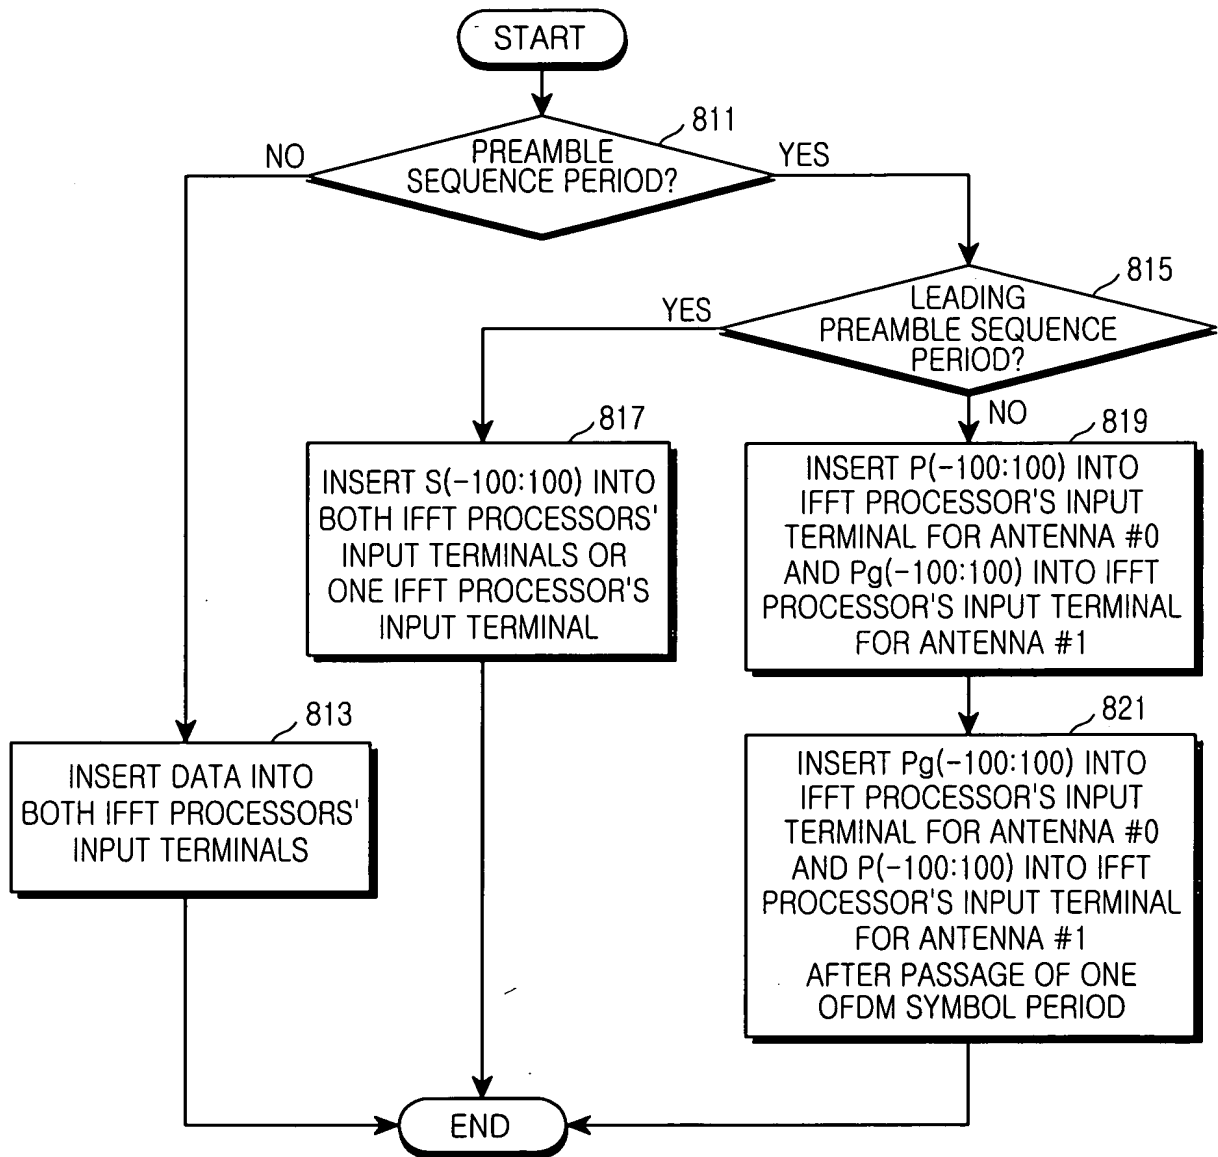 START
811
PREAMBLE
SEQUENCE PERIOD?
NO
YES
815
LEADING
PREAMBLE SEQUENCE
PERIOD?
YES
NO
817
INSERT S(-100:100) INTO
BOTH IFFT PROCESSORS'
INPUT TERMINALS OR
ONE IFFT PROCESSOR'S
INPUT TERMINAL
819
INSERT P(-100:100) INTO
IFFT PROCESSOR'S INPUT
TERMINAL FOR ANTENNA #0
AND Pg(-100:100) INTO IFFT
PROCESSOR'S INPUT TERMINAL
FOR ANTENNA #1
813
INSERT DATA INTO
BOTH IFFT PROCESSORS'
INPUT TERMINALS
821
INSERT Pg(-100:100) INTO
IFFT PROCESSOR'S INPUT
TERMINAL FOR ANTENNA #0
AND P(-100:100) INTO IFFT
PROCESSOR'S INPUT TERMINAL
FOR ANTENNA #1
AFTER PASSAGE OF ONE
OFDM SYMBOL PERIOD
END